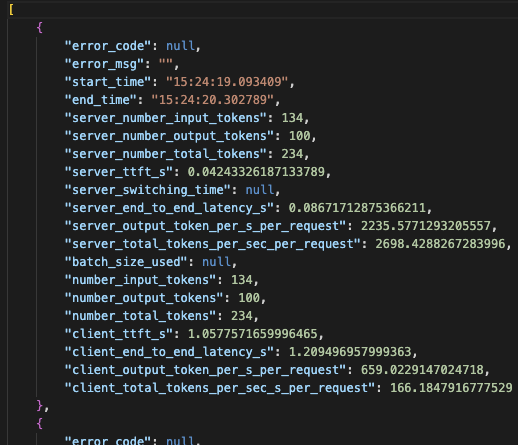 [
{
"error_code": null,
"error_msg": "",
"start_time": "15:24:19.093409",
"end_time": "15:24:20.302789",
"server_number_input_tokens": 134,
"server_number_output_tokens": 100,
"server_number_total_tokens": 234,
"server_ttft_s": 0.04243326187133789,
"server_switching_time": null,
"server_end_to_end_latency_s": 0.08671712875366211,
"server_output_token_per_s_per_request": 2235.5771293205557,
"server_total_tokens_per_sec_per_request": 2698.4288267283996,
"batch_size_used": null,
"number_input_tokens": 134,
"number_output_tokens": 100,
"number_total_tokens": 234,
"client_ttft_s": 1.0577571659996465,
"client_end_to_end_latency_s": 1.209496957999363,
"client_output_token_per_s_per_request": 659.0229147024718,
"client_total_tokens_per_sec_s_per_request": 166.1847916777529
},
{
"error_code": null,